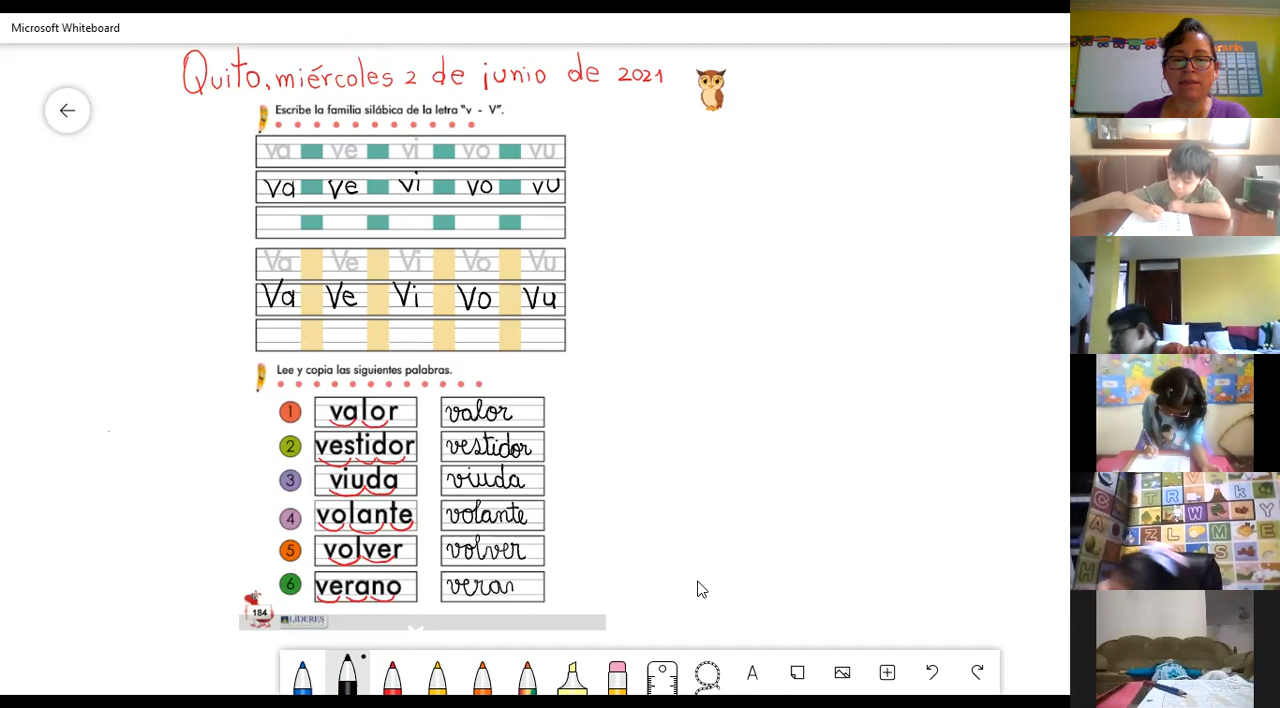 Microsoft Whiteboard
Quito, miércoles 2 de junio de 2021
Escribe la familia silábica de la letra "v - V".
va ve vi vo vu
va ve vi vo vu
Va Ve Vi Vo Vu
Va Ve Vi Vo Vu
Lee y copia las siguientes palabras.
1 valor valor
2 vestidor vestidor
3 viuda viuda
4 volante volante
5 volver volver
6 verano veran
184 LÍDERES
A